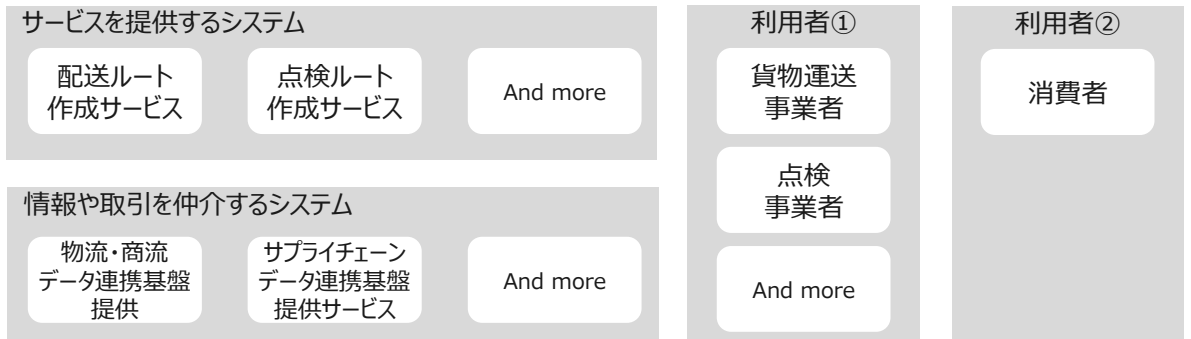 サービスを提供するシステム
配送ルート
作成サービス
点検ルート
作成サービス
And more
情報や取引を仲介するシステム
物流・商流
データ連携基盤
提供
サプライチェーン
データ連携基盤
提供サービス
And more
利用者①
貨物運送
事業者
点検
事業者
And more
利用者②
消費者